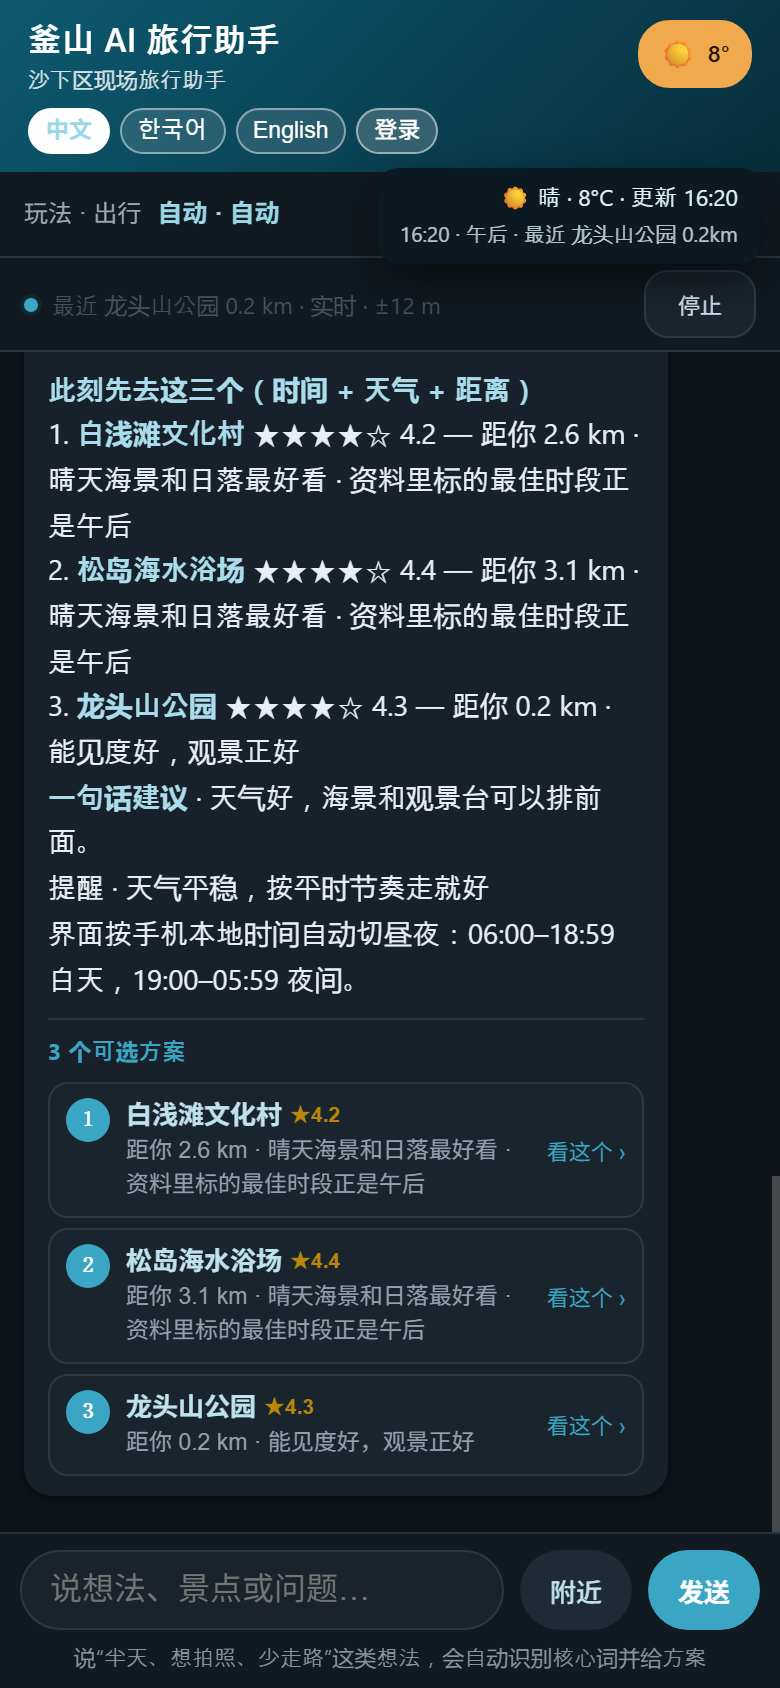 釜山 AI 旅行助手
8°
沙下区现场旅行助手
中文 한국어 English 登录
晴 · 8°C · 更新 16:20
玩法 · 出行 自动 · 自动
16:20 · 午后 · 最近 龙头山公园 0.2km
最近 龙头山公园 0.2 km · 实时 · ±12 m
停止
此刻先去这三个（时间 + 天气 + 距离）
1. 白浅滩文化村 ★★★★☆ 4.2 — 距你 2.6 km ·
晴天海景和日落最好看 · 资料里标的最佳时段正
是午后
2. 松岛海水浴场 ★★★★☆ 4.4 — 距你 3.1 km ·
晴天海景和日落最好看 · 资料里标的最佳时段正
是午后
3. 龙头山公园 ★★★★☆ 4.3 — 距你 0.2 km ·
能见度好，观景正好
一句话建议 · 天气好，海景和观景台可以排前
面。
提醒 · 天气平稳，按平时节奏走就好
界面按手机本地时间自动切昼夜：06:00–18:59
白天，19:00–05:59 夜间。
3 个可选方案
1 白浅滩文化村 ★4.2
距你 2.6 km · 晴天海景和日落最好看 ·
资料里标的最佳时段正是午后
看这个 ›
2 松岛海水浴场 ★4.4
距你 3.1 km · 晴天海景和日落最好看 ·
资料里标的最佳时段正是午后
看这个 ›
3 龙头山公园 ★4.3
距你 0.2 km · 能见度好，观景正好
看这个 ›
说想法、景点或问题…
附近
发送
说“半天、想拍照、少走路”这类想法，会自动识别核心词并给方案